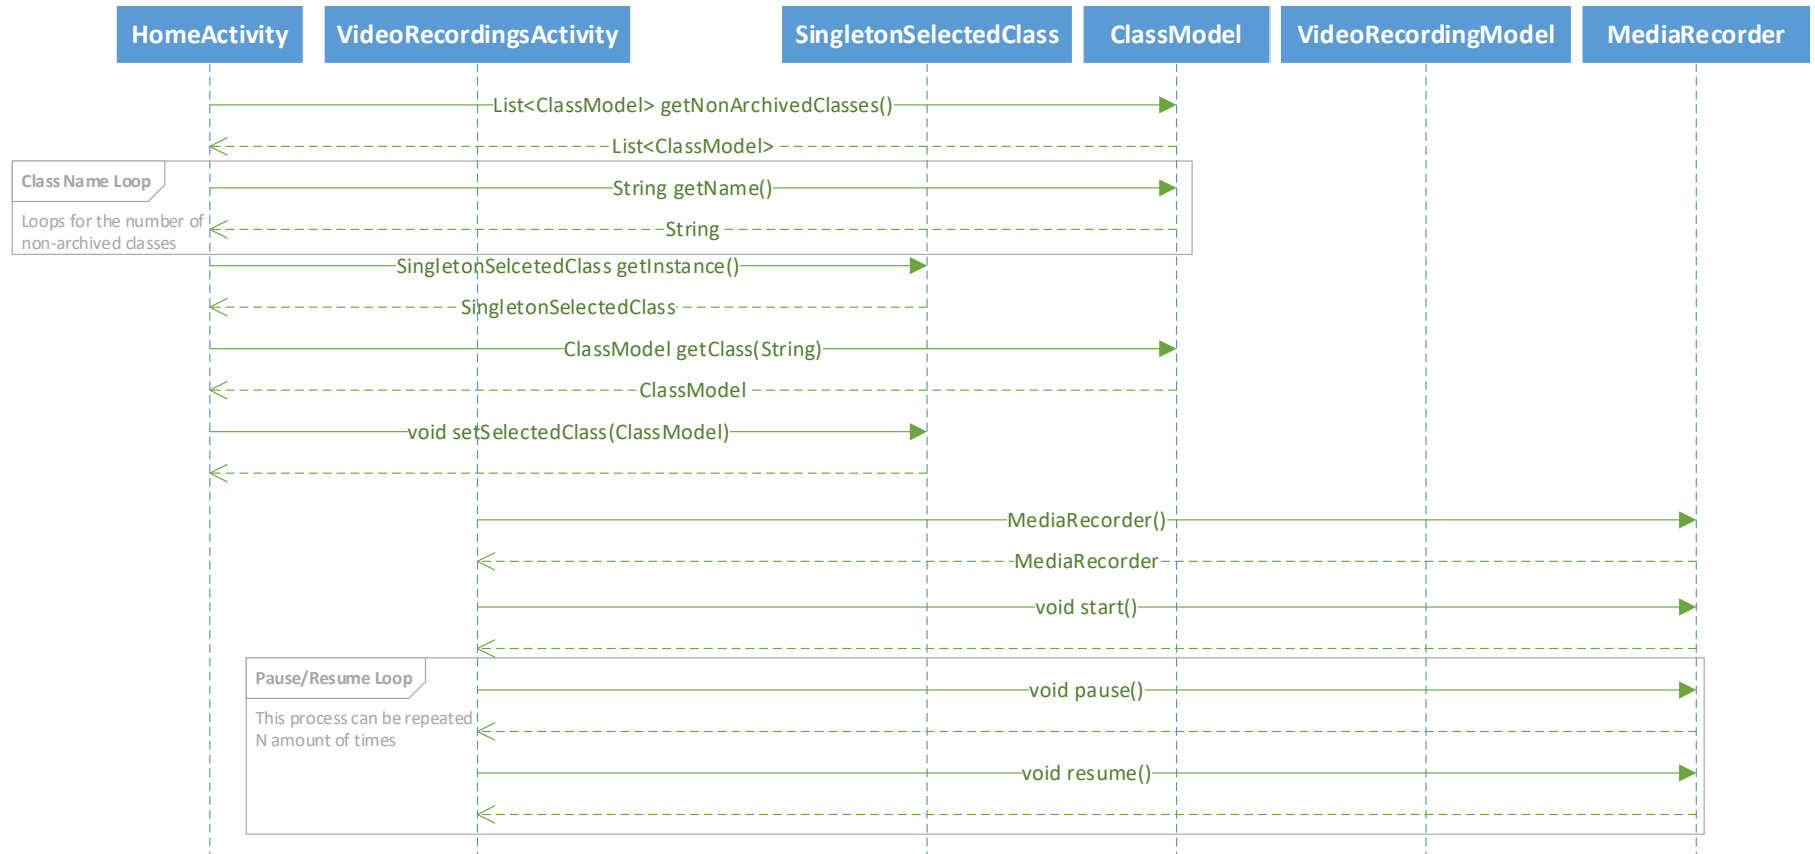 HomeActivity
VideoRecordingsActivity
SingletonSelectedClass
ClassModel
VideoRecordingModel
MediaRecorder
List<ClassModel> getNonArchivedClasses()
List<ClassModel>
Class Name Loop
String getName()
Loops for the number of
non-archived classes
String
SingletonSelcetedClass getInstance()
SingletonSelectedClass
ClassModel getClass(String)
ClassModel
void setSelectedClass(ClassModel)
MediaRecorder()
MediaRecorder
void start()
Pause/Resume Loop
void pause()
This process can be repeated
N amount of times
void resume()